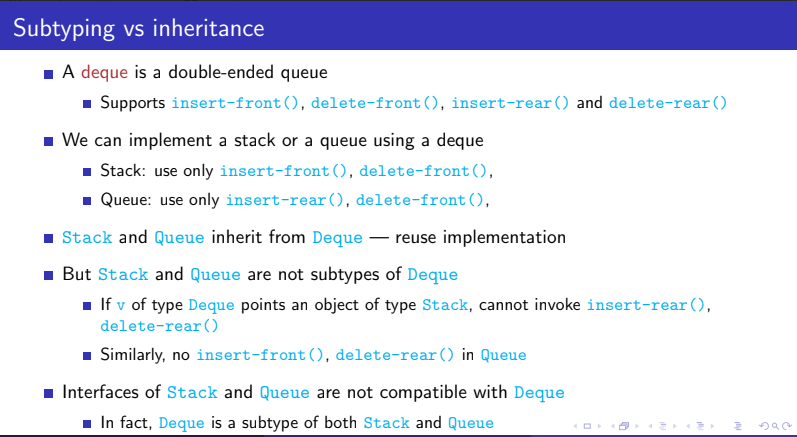 Subtyping vs inheritance
A deque is a double-ended queue
Supports insert-front(), delete-front(), insert-rear() and delete-rear()
We can implement a stack or a queue using a deque
Stack: use only insert-front(), delete-front(),
Queue: use only insert-rear(), delete-front(),
Stack and Queue inherit from Deque — reuse implementation
But Stack and Queue are not subtypes of Deque
If v of type Deque points an object of type Stack, cannot invoke insert-rear(),
delete-rear()
Similarly, no insert-front(), delete-rear() in Queue
Interfaces of Stack and Queue are not compatible with Deque
In fact, Deque is a subtype of both Stack and Queue